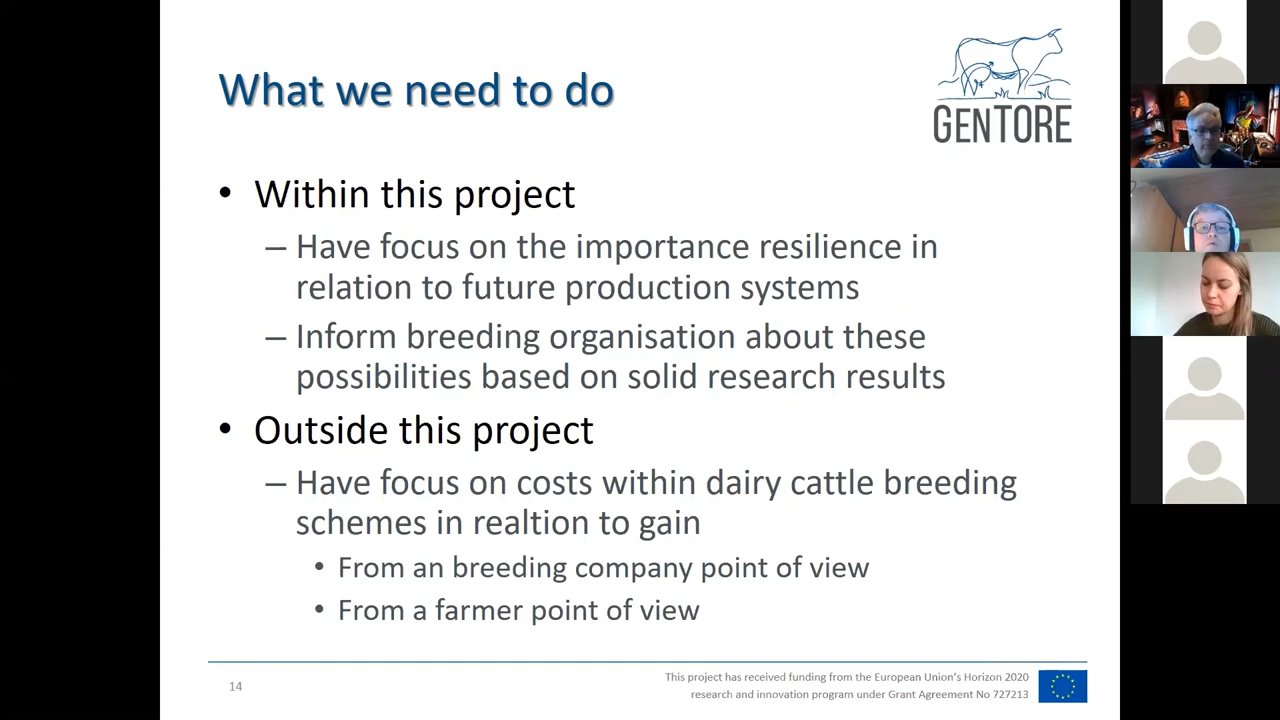 What we need to do
GENTORE
• Within this project
– Have focus on the importance resilience in
relation to future production systems
– Inform breeding organisation about these
possibilities based on solid research results
• Outside this project
– Have focus on costs within dairy cattle breeding
schemes in realtion to gain
• From an breeding company point of view
• From a farmer point of view
14
This project has received funding from the European Union's Horizon 2020
research and innovation program under Grant Agreement No 727213